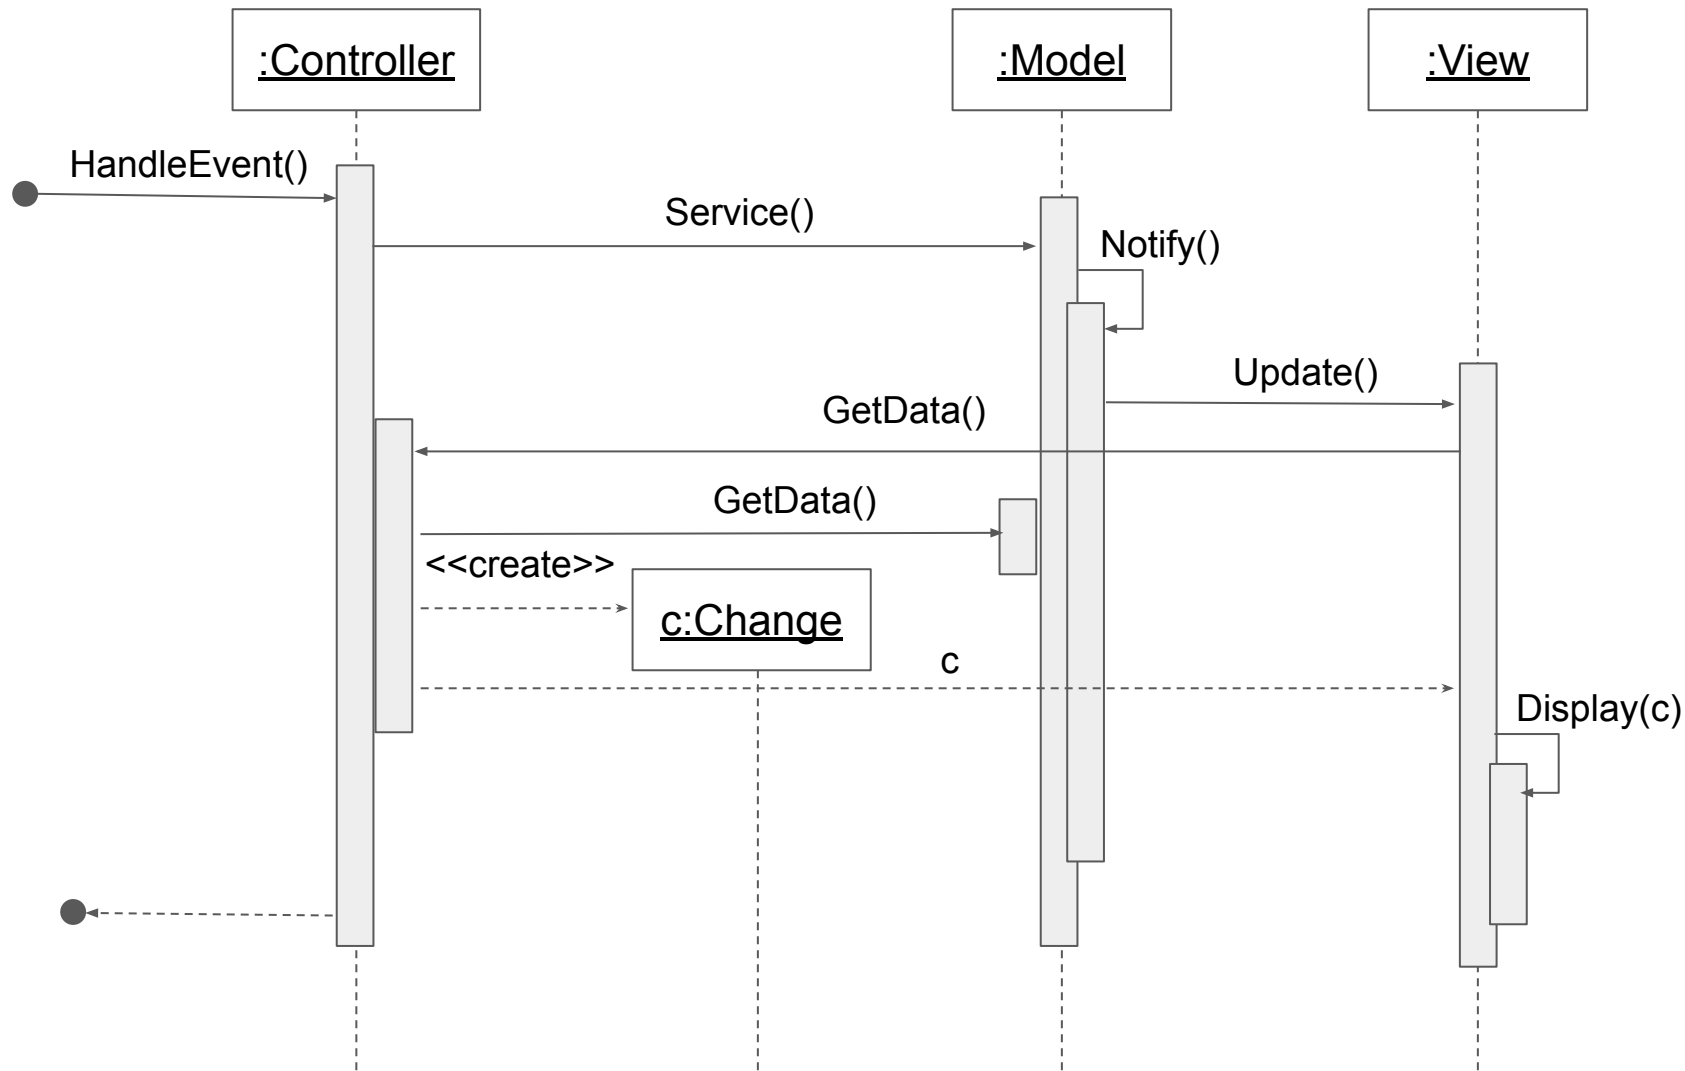 :Controller
:Model
:View
HandleEvent()
Service()
Notify()
Update()
GetData()
GetData()
<<create>>
c:Change
c
Display(c)